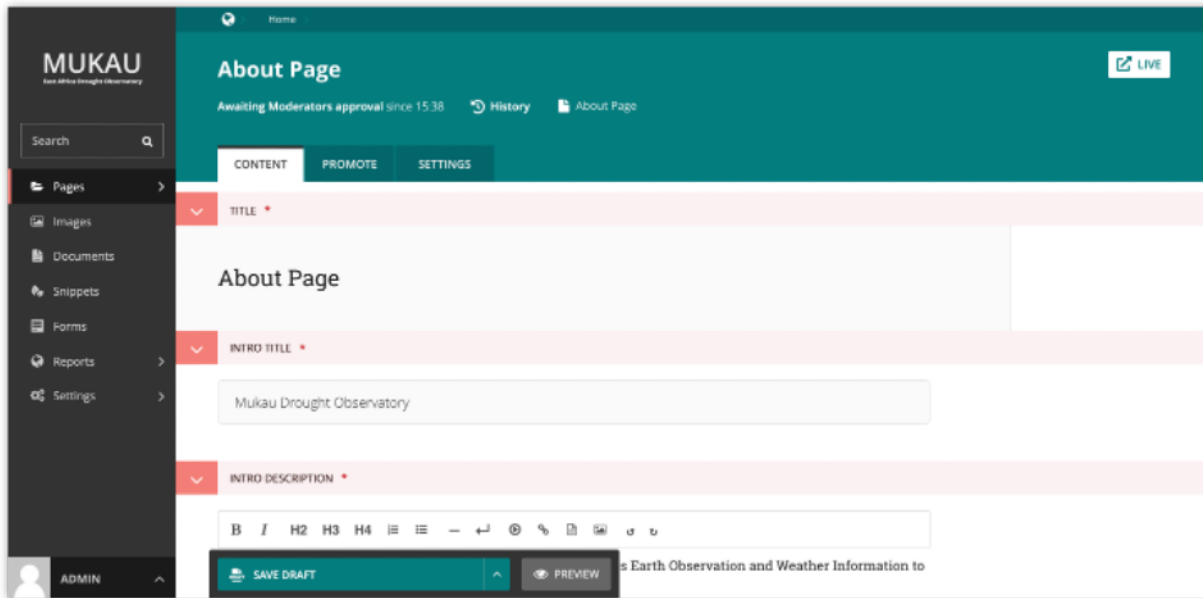 Home
MUKAU
East Africa Drought Observatory
About Page
LIVE
Awaiting Moderators approval since 15:38
History
About Page
Search
CONTENT
PROMOTE
SETTINGS
Pages
Images
Documents
Snippets
Forms
Reports
Settings
TITLE *
About Page
INTRO TITLE *
Mukau Drought Observatory
INTRO DESCRIPTION *
B I H2 H3 H4
s Earth Observation and Weather Information to
SAVE DRAFT
PREVIEW
ADMIN